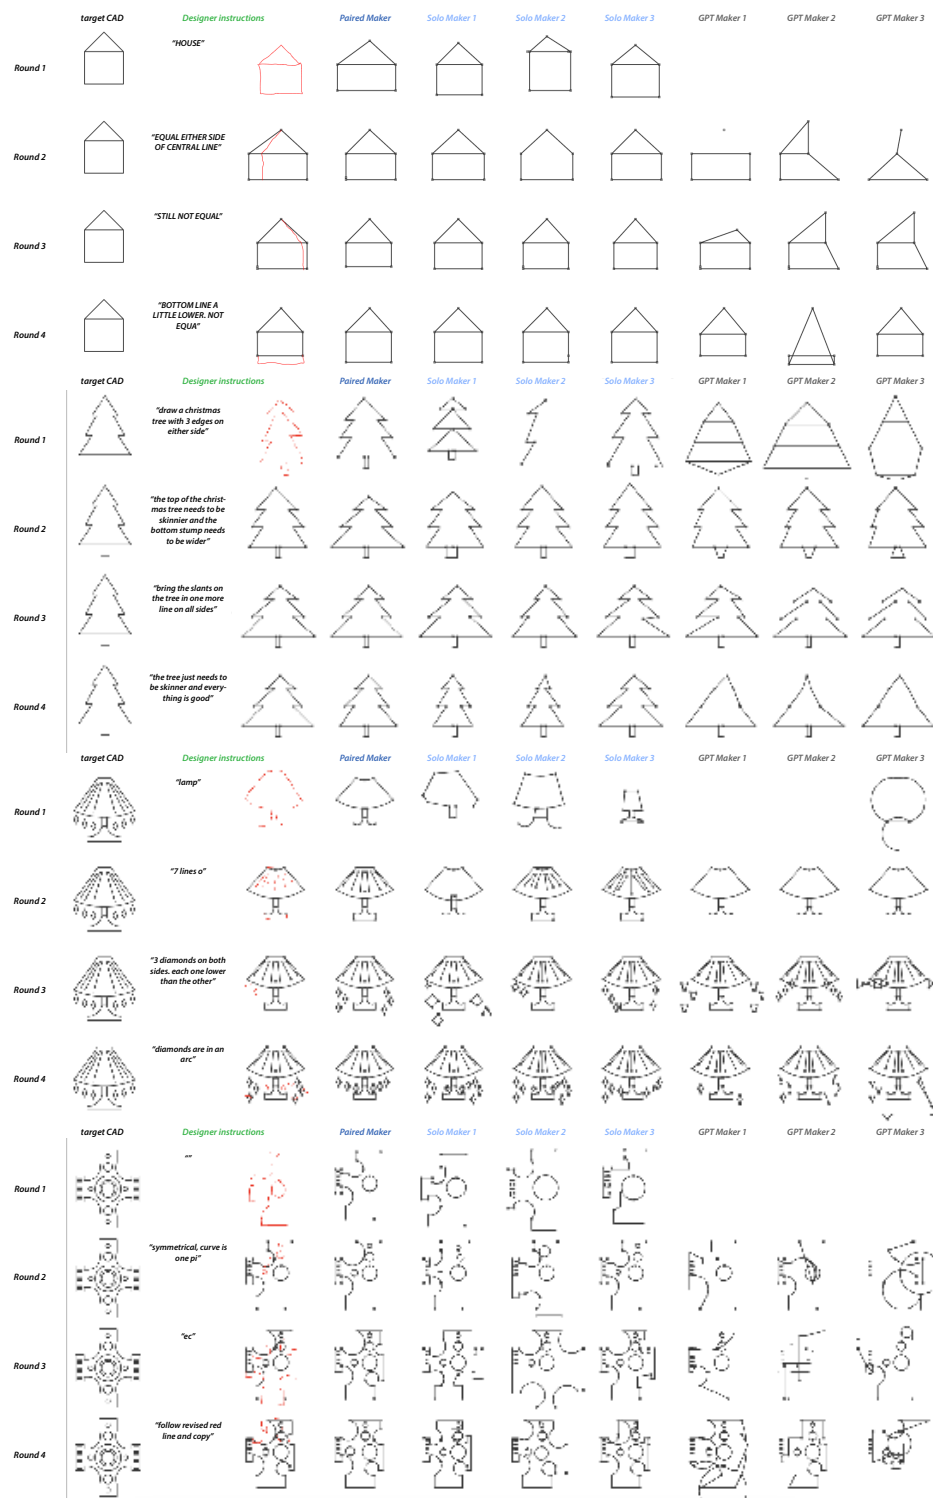 target CAD Designer instructions Paired Maker Solo Maker 1 Solo Maker 2 Solo Maker 3 GPT Maker 1 GPT Maker 2 GPT Maker 3
Round 1
"HOUSE"
Round 2
"EQUAL EITHER SIDE
OF CENTRAL LINE"
Round 3
"STILL NOT EQUAL"
Round 4
"BOTTOM LINE A
LITTLE LOWER. NOT
EQUA"
target CAD Designer instructions Paired Maker Solo Maker 1 Solo Maker 2 Solo Maker 3 GPT Maker 1 GPT Maker 2 GPT Maker 3
Round 1
"draw a christmas
tree with 3 edges on
either side"
Round 2
"the top of the christ-
mas tree needs to be
skinnier and the
bottom stump needs
to be wider"
Round 3
"bring the slants on
the tree in one more
line on all sides"
Round 4
"the tree just needs to
be skinner and every-
thing is good"
target CAD Designer instructions Paired Maker Solo Maker 1 Solo Maker 2 Solo Maker 3 GPT Maker 1 GPT Maker 2 GPT Maker 3
Round 1
"lamp"
Round 2
"7 lines o"
Round 3
"3 diamonds on both
sides. each one lower
than the other"
Round 4
"diamonds are in an
arc"
target CAD Designer instructions Paired Maker Solo Maker 1 Solo Maker 2 Solo Maker 3 GPT Maker 1 GPT Maker 2 GPT Maker 3
Round 1
""
Round 2
"symmetrical, curve is
one pi"
Round 3
"ec"
Round 4
"follow revised red
line and copy"